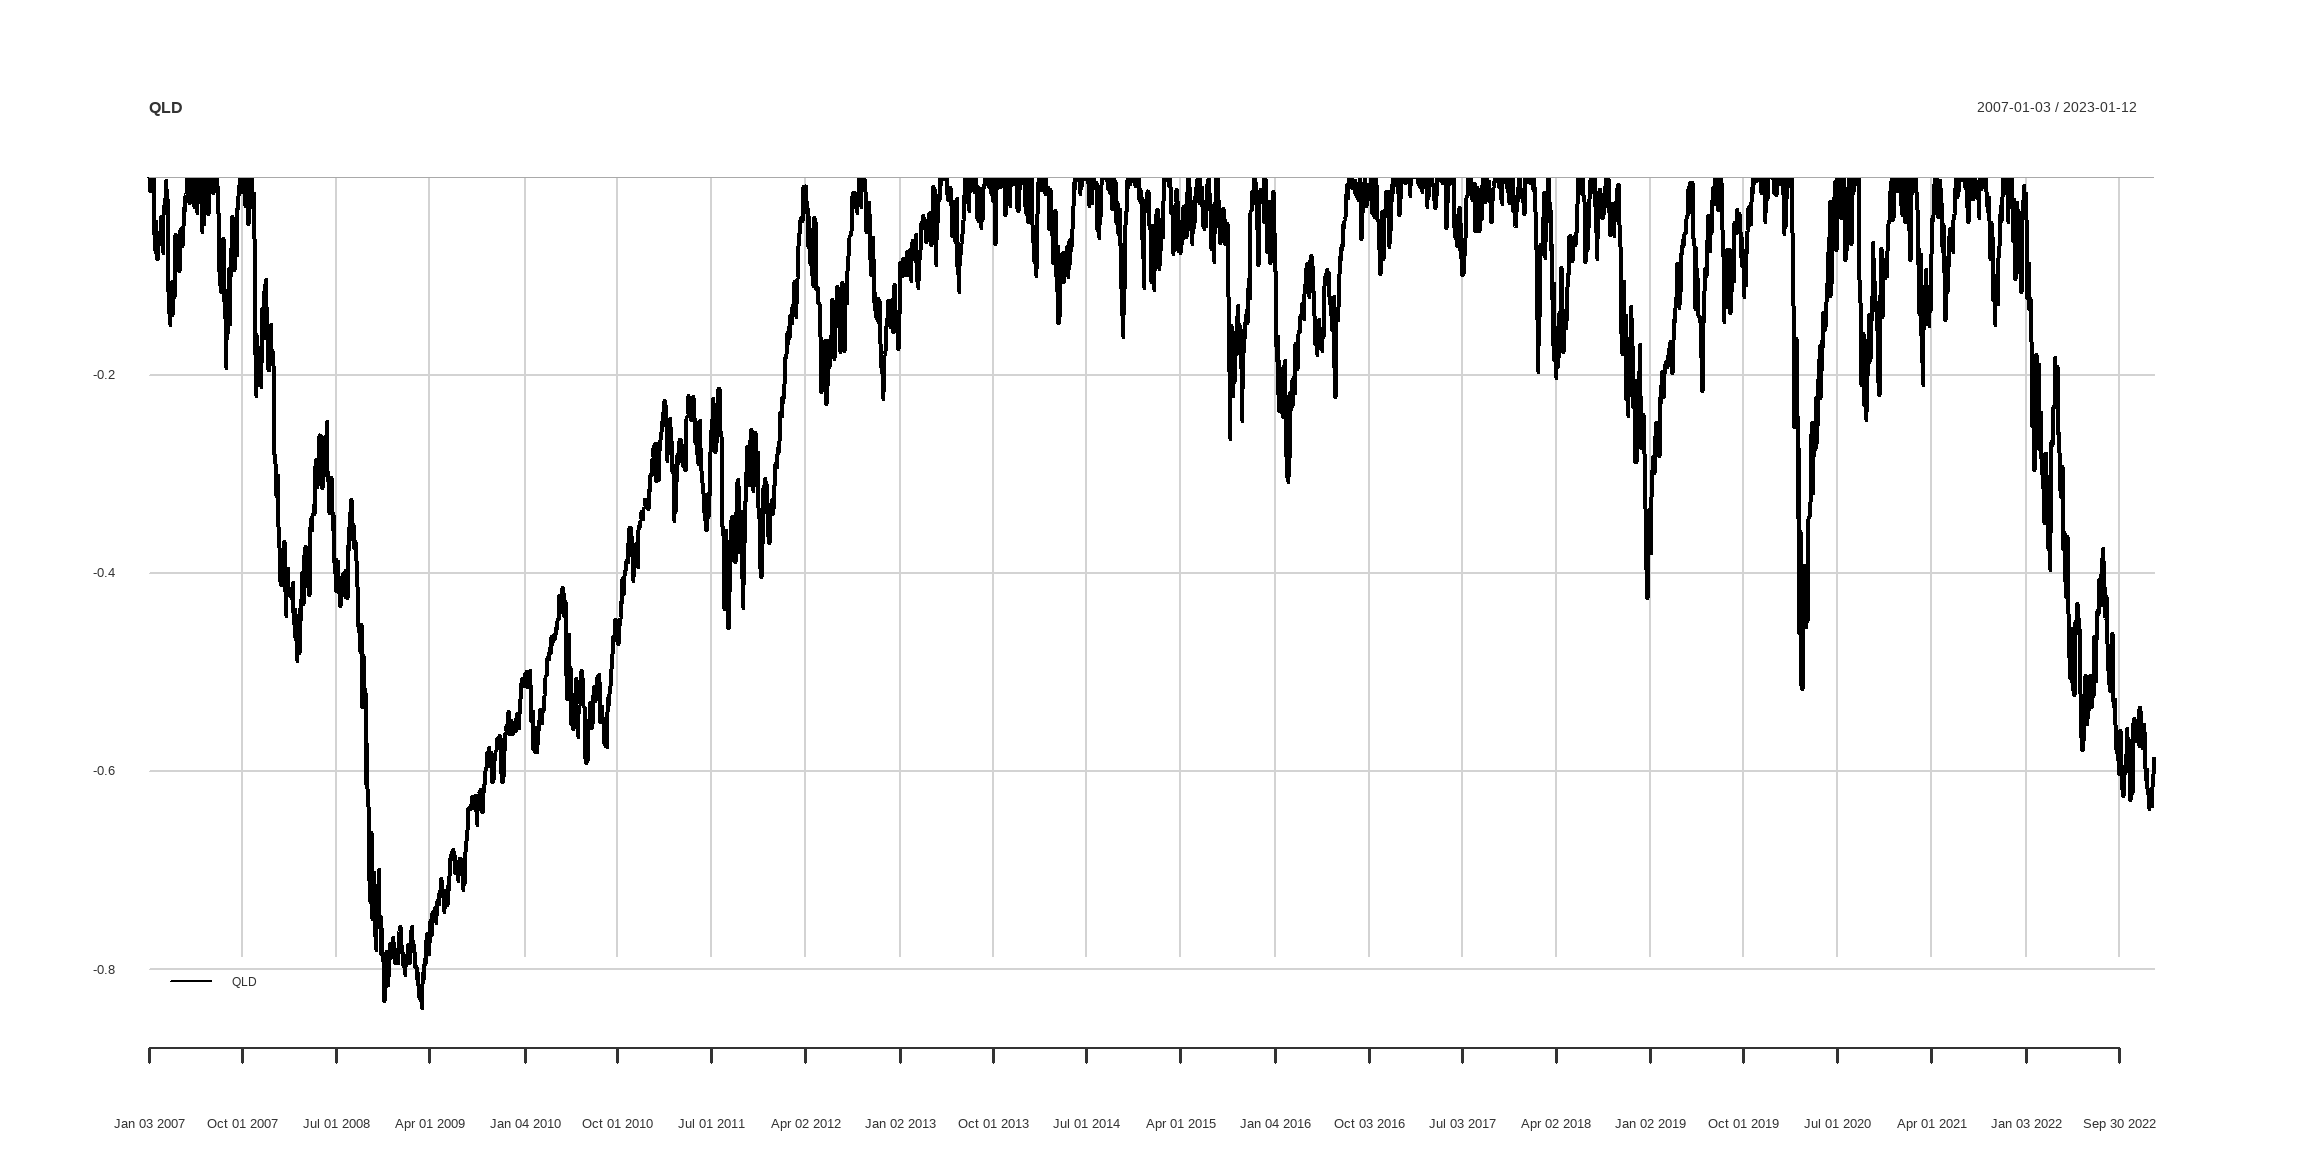 QLD
2007-01-03 / 2023-01-12
-0.2
-0.4
-0.6
-0.8
QLD
Jan 03 2007 Oct 01 2007 Jul 01 2008 Apr 01 2009 Jan 04 2010 Oct 01 2010 Jul 01 2011 Apr 02 2012 Jan 02 2013 Oct 01 2013 Jul 01 2014 Apr 01 2015 Jan 04 2016 Oct 03 2016 Jul 03 2017 Apr 02 2018 Jan 02 2019 Oct 01 2019 Jul 01 2020 Apr 01 2021 Jan 03 2022 Sep 30 2022